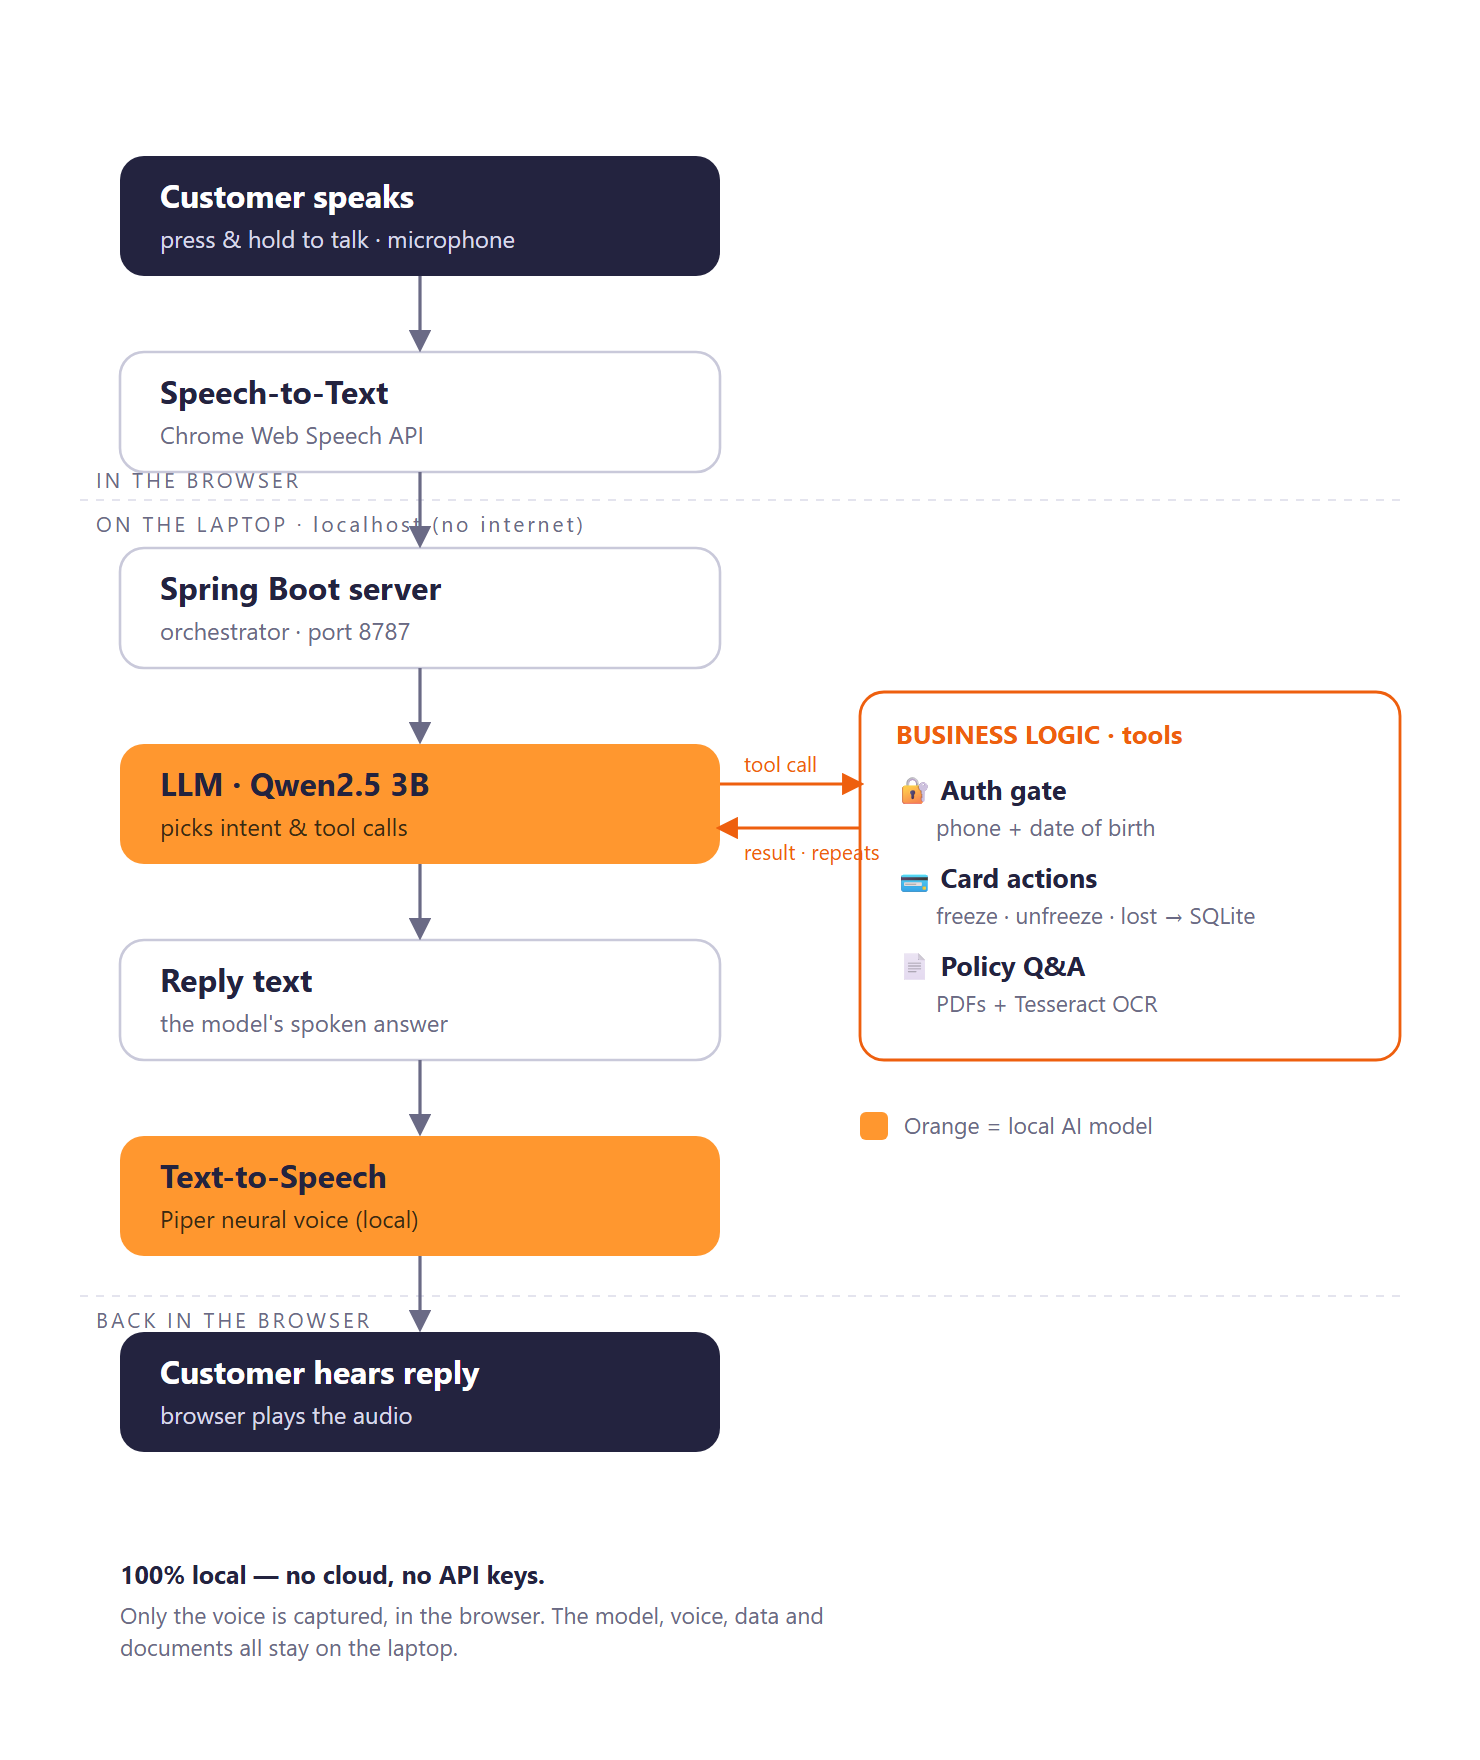 Customer speaks
press & hold to talk · microphone
Speech-to-Text
Chrome Web Speech API
IN THE BROWSER
ON THE LAPTOP · localhost (no internet)
Spring Boot server
orchestrator · port 8787
LLM · Qwen2.5 3B
picks intent & tool calls
tool call
result · repeats
BUSINESS LOGIC · tools
Auth gate
phone + date of birth
Card actions
freeze · unfreeze · lost → SQLite
Policy Q&A
PDFs + Tesseract OCR
Reply text
the model's spoken answer
Orange = local AI model
Text-to-Speech
Piper neural voice (local)
BACK IN THE BROWSER
Customer hears reply
browser plays the audio
100% local — no cloud, no API keys.
Only the voice is captured, in the browser. The model, voice, data and
documents all stay on the laptop.